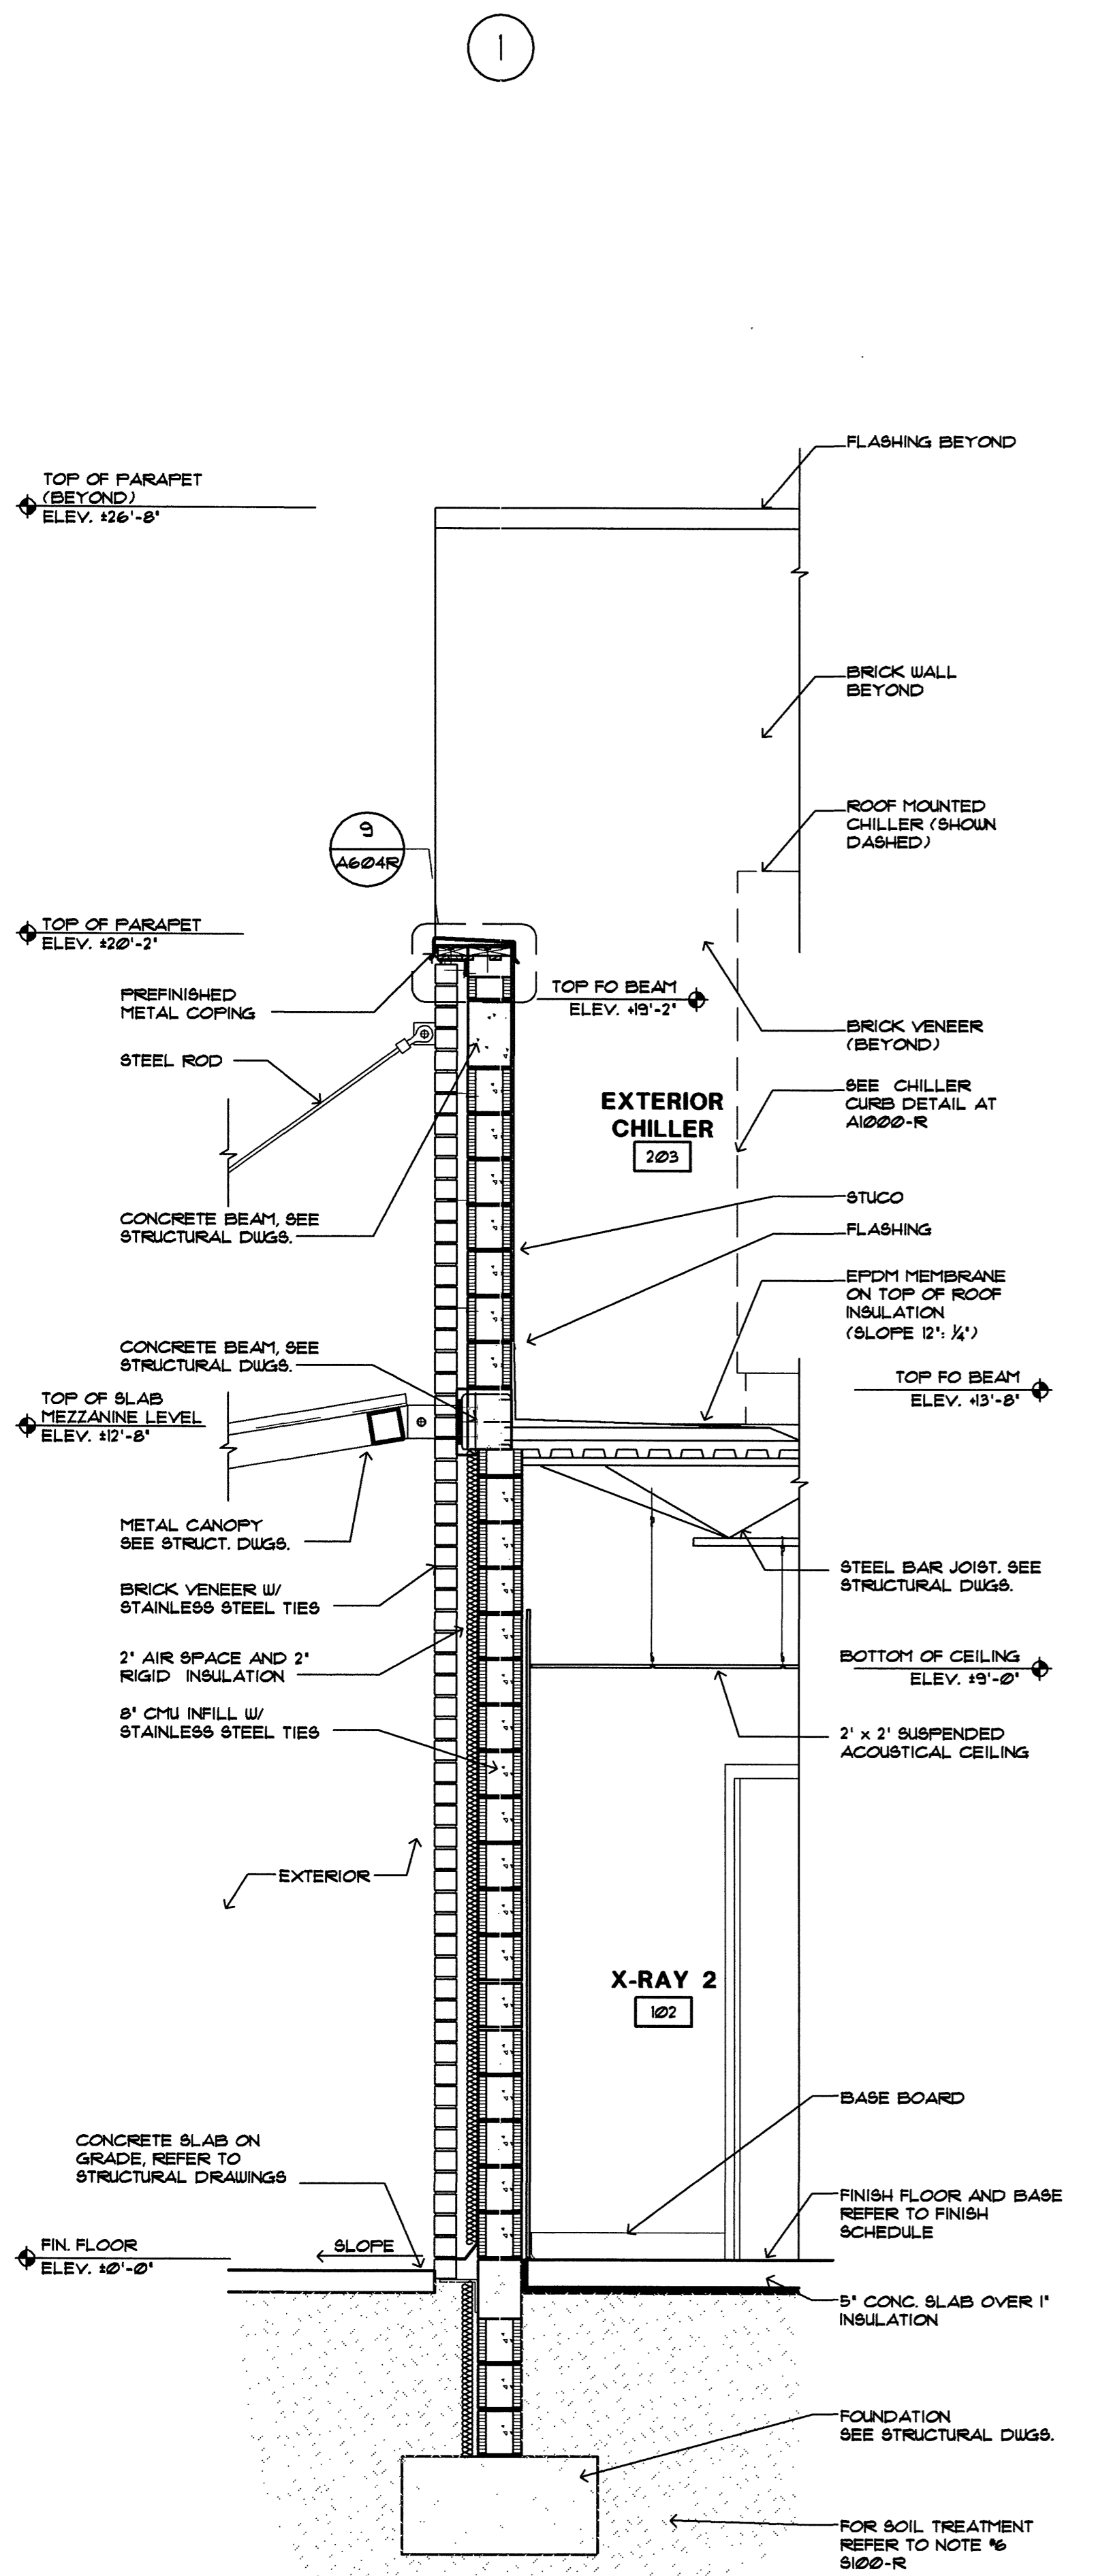 1
FLASHING BEYOND
TOP OF PARAPET
(BEYOND)
ELEV. ±26'-8"
BRICK WALL
BEYOND
ROOF MOUNTED
CHILLER (SHOWN
DASHED)
9
A604R
TOP OF PARAPET
ELEV. ±20'-2"
PREFINISHED
METAL COPING
TOP FO BEAM
ELEV. +19'-2"
BRICK VENEER
(BEYOND)
STEEL ROD
EXTERIOR
CHILLER
203
SEE CHILLER
CURB DETAIL AT
A1000-R
CONCRETE BEAM, SEE
STRUCTURAL DWGS.
STUCO
FLASHING
EPDM MEMBRANE
ON TOP OF ROOF
INSULATION
(SLOPE 12": 1/4")
CONCRETE BEAM, SEE
STRUCTURAL DWGS.
TOP FO BEAM
ELEV. +13'-8"
TOP OF SLAB
MEZZANINE LEVEL
ELEV. ±12'-8"
METAL CANOPY
SEE STRUCT. DWGS.
STEEL BAR JOIST. SEE
STRUCTURAL DWGS.
BRICK VENEER W/
STAINLESS STEEL TIES
2" AIR SPACE AND 2"
RIGID INSULATION
BOTTOM OF CEILING
ELEV. ±9'-0"
8" CMU INFILL W/
STAINLESS STEEL TIES
2' x 2' SUSPENDED
ACOUSTICAL CEILING
EXTERIOR
X-RAY 2
102
BASE BOARD
CONCRETE SLAB ON
GRADE, REFER TO
STRUCTURAL DRAWINGS
FINISH FLOOR AND BASE
REFER TO FINISH
SCHEDULE
FIN. FLOOR
ELEV. ±0'-0"
SLOPE
5" CONC. SLAB OVER 1"
INSULATION
FOUNDATION
SEE STRUCTURAL DWGS.
FOR SOIL TREATMENT
REFER TO NOTE #6
S100-R